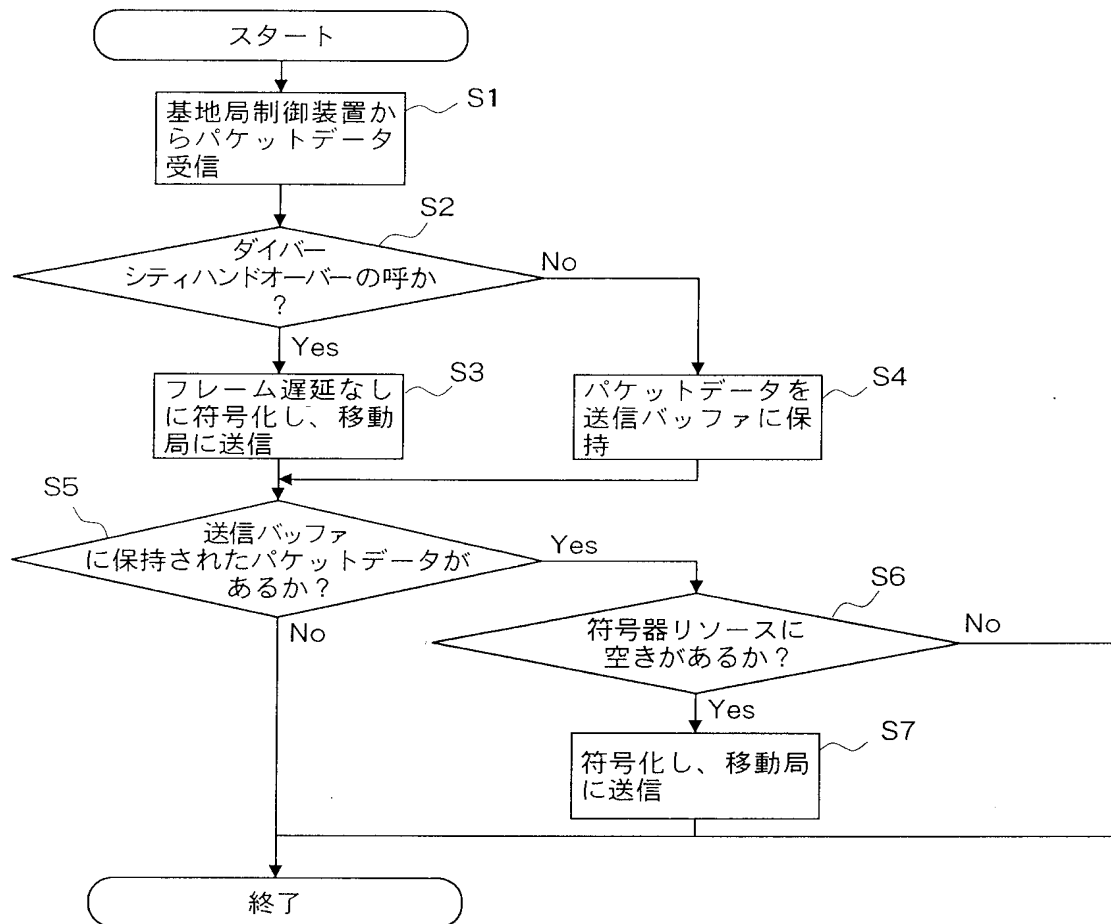 スタート
S1
基地局制御装置か
らパケットデータ
受信
S2
ダイバー
シティハンドオーバーの呼か
?
No
Yes
S3
フレーム遅延なし
に符号化し、移動
局に送信
S4
パケットデータを
送信バッファに保
持
S5
送信バッファ
に保持されたパケットデータが
あるか?
Yes
No
S6
符号器リソースに
空きがあるか?
No
Yes
S7
符号化し、移動局
に送信
終了